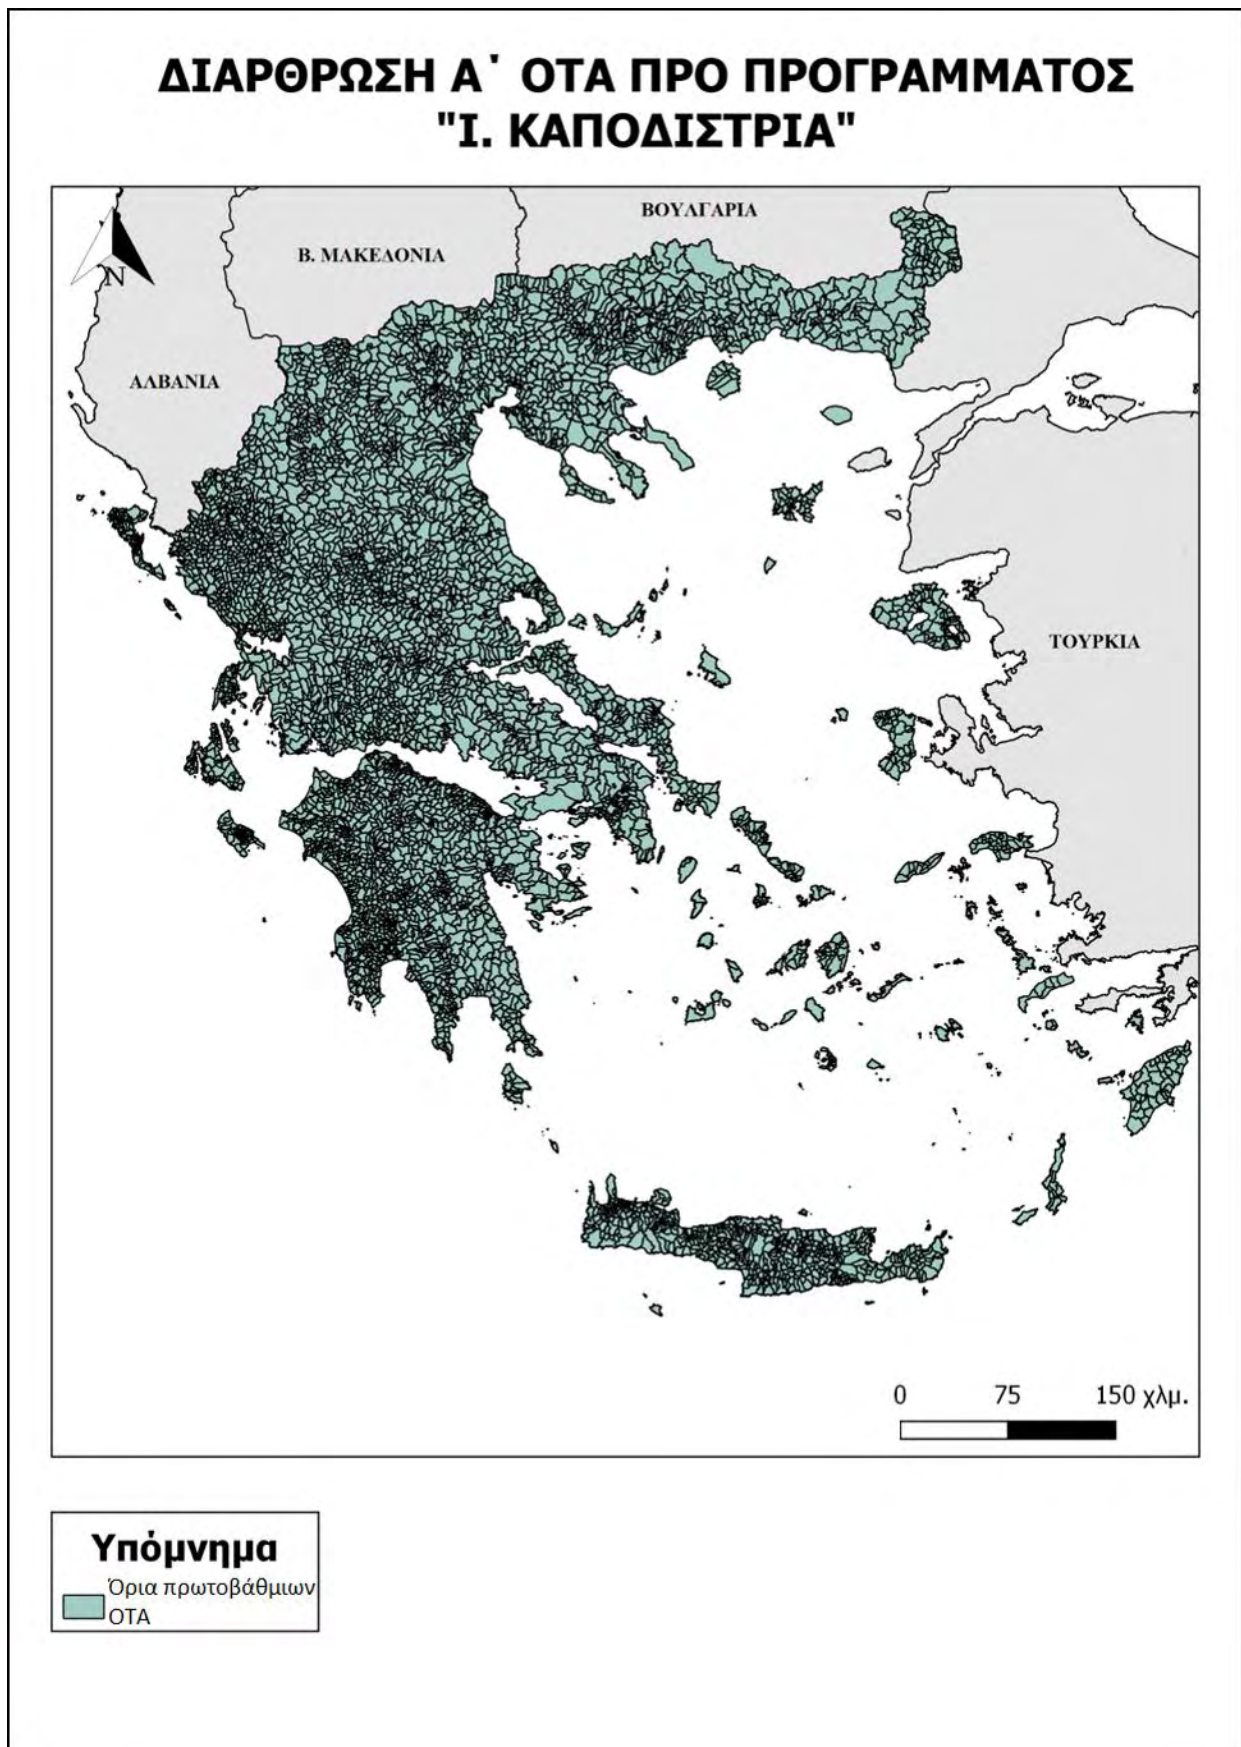 ΔΙΑΡΘΡΩΣΗ Α΄ ΟΤΑ ΠΡΟ ΠΡΟΓΡΑΜΜΑΤΟΣ
"Ι. ΚΑΠΟΔΙΣΤΡΙΑ"
ΒΟΥΛΓΑΡΙΑ
Β. ΜΑΚΕΔΟΝΙΑ
N
ΑΛΒΑΝΙΑ
ΤΟΥΡΚΙΑ
0 75 150 χλμ.
Υπόμνημα
Όρια πρωτοβάθμιων
ΟΤΑ